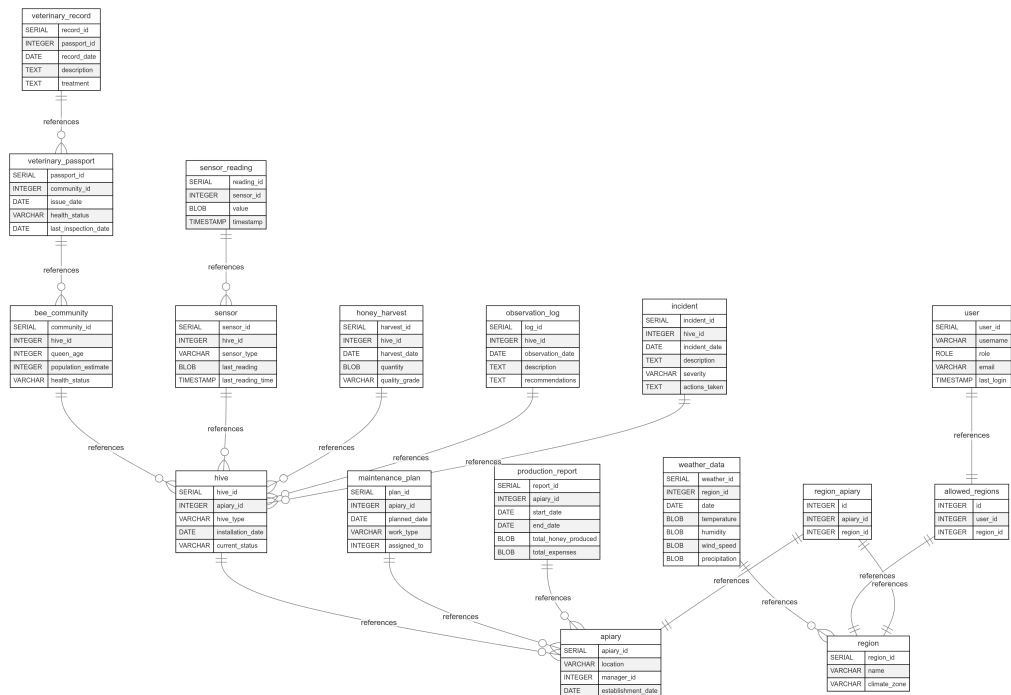 veterinary_record
SERIAL record_id
INTEGER passport_id
DATE record_date
TEXT description
TEXT treatment
references
veterinary_passport
SERIAL passport_id
INTEGER community_id
DATE issue_date
VARCHAR health_status
DATE last_inspection_date
references
sensor_reading
SERIAL reading_id
INTEGER sensor_id
BLOB value
TIMESTAMP timestamp
references
bee_community
SERIAL community_id
INTEGER hive_id
INTEGER queen_age
INTEGER population_estimate
VARCHAR health_status
references
sensor
SERIAL sensor_id
INTEGER hive_id
VARCHAR sensor_type
BLOB last_reading
TIMESTAMP last_reading_time
references
honey_harvest
SERIAL harvest_id
INTEGER hive_id
DATE harvest_date
BLOB quantity
VARCHAR quality_grade
references
observation_log
SERIAL log_id
INTEGER hive_id
DATE observation_date
TEXT description
TEXT recommendations
references
incident
SERIAL incident_id
INTEGER hive_id
DATE incident_date
TEXT description
VARCHAR severity
TEXT actions_taken
references
user
SERIAL user_id
VARCHAR username
ROLE role
VARCHAR email
TIMESTAMP last_login
references
hive
SERIAL hive_id
INTEGER apiary_id
VARCHAR hive_type
DATE installation_date
VARCHAR current_status
references
maintenance_plan
SERIAL plan_id
INTEGER apiary_id
DATE planned_date
VARCHAR work_type
INTEGER assigned_to
references
production_report
SERIAL report_id
INTEGER apiary_id
DATE start_date
DATE end_date
BLOB total_honey_produced
BLOB total_expenses
references
weather_data
SERIAL weather_id
INTEGER region_id
DATE date
BLOB temperature
BLOB humidity
BLOB wind_speed
BLOB precipitation
references
region_apiary
INTEGER id
INTEGER apiary_id
INTEGER region_id
references
references
allowed_regions
INTEGER id
INTEGER user_id
INTEGER region_id
references
apiary
SERIAL apiary_id
VARCHAR location
INTEGER manager_id
DATE establishment_date
region
SERIAL region_id
VARCHAR name
VARCHAR climate_zone